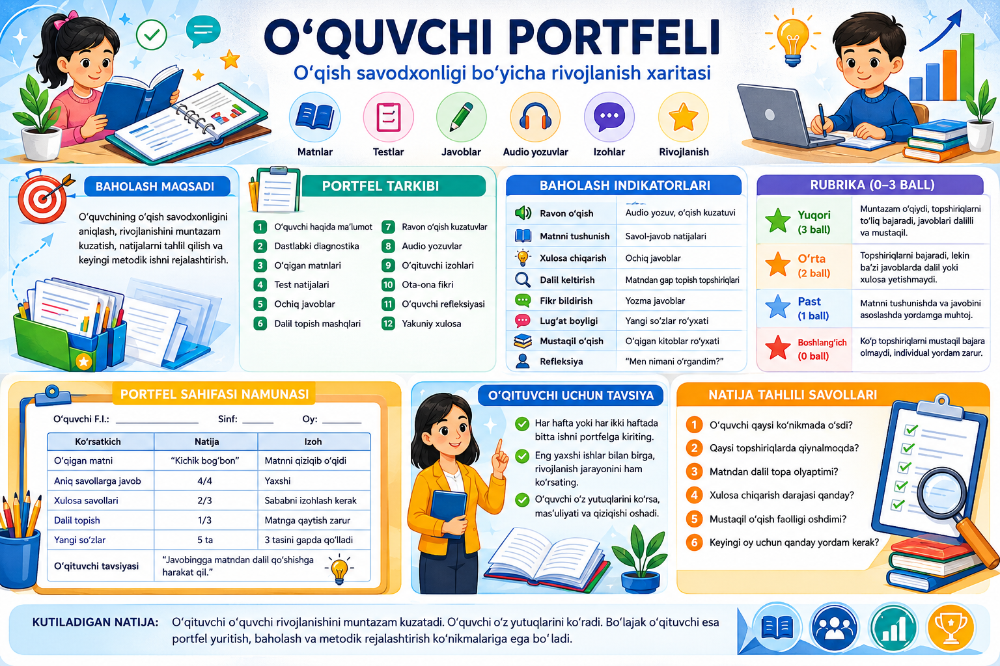 O‘QUVCHI PORTFELI
O‘qish savodxonligi bo‘yicha rivojlanish xaritasi
Matnlar
Testlar
Javoblar
Audio yozuvlar
Izohlar
Rivojlanish
BAHOLASH MAQSADI
O‘quvchining o‘qish savodxonligini
aniqlash, rivojlanishini muntazam
kuzatish, natijalarni tahlil qilish va
keyingi metodik ishni rejalashtirish.
PORTFEL TARKIBI
1 O‘quvchi haqida ma’lumot
2 Dastlabki diagnostika
3 O‘qigan matnlari
4 Test natijalari
5 Ochiq javoblar
6 Dalil topish mashqlari
7 Ravon o‘qish kuzatuvlar
8 Audio yozuvlar
9 O‘qituvchi izohlari
10 Ota-ona fikri
11 O‘quvchi refleksiyasi
12 Yakuniy xulosa
BAHOLASH INDIKATORLARI
Ravon o‘qish Audio yozuv, o‘qish kuzatuvi
Matnni tushunish Savol-javob natijalari
Xulosa chiqarish Ochiq javoblar
Dalil keltirish Matndan gap topish topshiriqlari
Fikr bildirish Yozma javoblar
Lug‘at boyligi Yangi so‘zlar ro‘yxati
Mustaqil o‘qish O‘qigan kitoblar ro‘yxati
Refleksiya “Men nimani o‘rgandim?”
RUBRIKA (0–3 BALL)
Yuqori
(3 ball)
Muntazam o‘qiydi, topshiriqlarni
to‘liq bajaradi, javoblari dalilli
va mustaqil.
O‘rta
(2 ball)
Topshiriqlarni bajaradi, lekin
ba’zi javoblarda dalil yoki
xulosa yetishmaydi.
Past
(1 ball)
Matnni tushunishda va javobini
asoslashda yordamga muhtoj.
Boshlang‘ich
(0 ball)
Ko‘p topshiriqlarni mustaqil bajara
olmaydi, individual yordam zarur.
PORTFEL SAHIFASI NAMUNASI
O‘quvchi F.I.: ____ Sinf: ____ Oy: ____
Ko‘rsatkich Natija Izoh
O‘qigan matni “Kichik bog‘bon” Matnni qiziqib o‘qidi
Aniq savollarga javob 4/4 Yaxshi
Xulosa savollari 2/3 Sababni izohlash kerak
Dalil topish 1/3 Matnga qaytish zarur
Yangi so‘zlar 5 ta 3 tasini gapda qo‘lladi
O‘qituvchi tavsiyasi
“Javobingga matndan dalil qo‘shishga
harakat qil.”
O‘QITUVCHI UCHUN TAVSIYA
Har hafta yoki har ikki haftada
bitta ishni portfelga kiriting.
Eng yaxshi ishlar bilan birga,
rivojlanish jarayonini ham
ko‘rsating.
O‘quvchi o‘z yutuqlarini ko‘rsa,
mas’uliyati va qiziqishi oshadi.
NATIJA TAHLILI SAVOLLARI
1 O‘quvchi qaysi ko‘nikmada o‘sdi?
2 Qaysi topshiriqlarda qiynalmoqda?
3 Matndan dalil topa olyaptimi?
4 Xulosa chiqarish darajasi qanday?
5 Mustaqil o‘qish faolligi oshdimi?
6 Keyingi oy uchun qanday yordam kerak?
KUTILADIGAN NATIJA: O‘qituvchi o‘quvchi rivojlanishini muntazam kuzatadi. O‘quvchi o‘z yutuqlarini ko‘radi. Bo‘lajak o‘qituvchi esa
portfel yuritish, baholash va metodik rejalashtirish ko‘nikmalariga ega bo‘ladi.